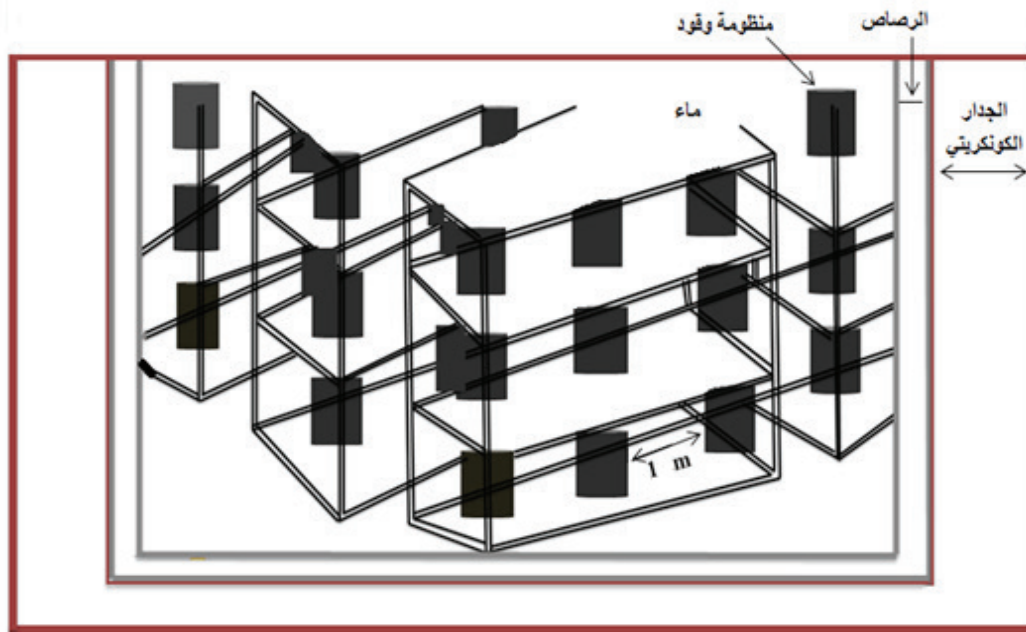 الرصاص
منظومة وقود
ماء
الجدار
الكونكريتي
1 m